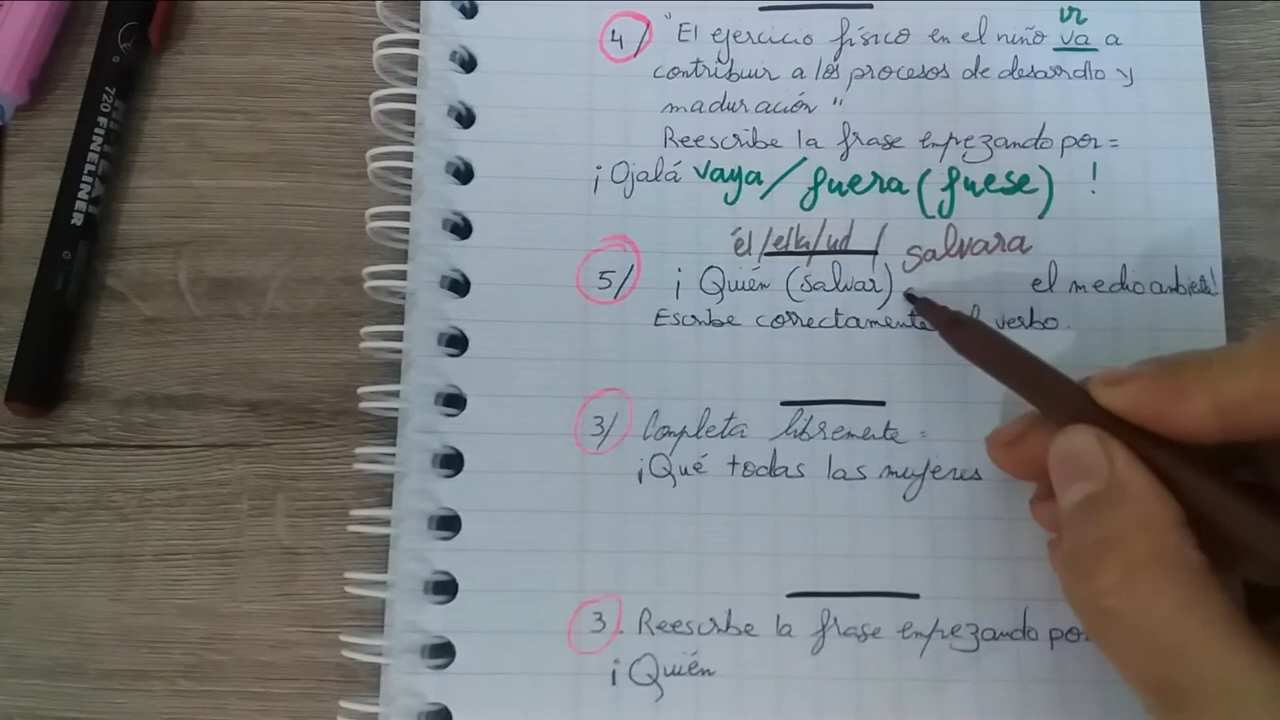 ir
4/ "El ejercicio físico en el niño va a
contribuir a los procesos de desarrollo y
maduración"
Reescribe la frase empezando por =
¡Ojalá vaya/fuera (fuese) !
él/ella/ud/ salvara
5/ ¡Quién (salvar) el medio ambiente!
Escribe correctamente verbo.
3/ Completa libremente =
¡Qué todas las mujeres
3. Reescribe la frase empezando por
¡Quién
720 FINELINER